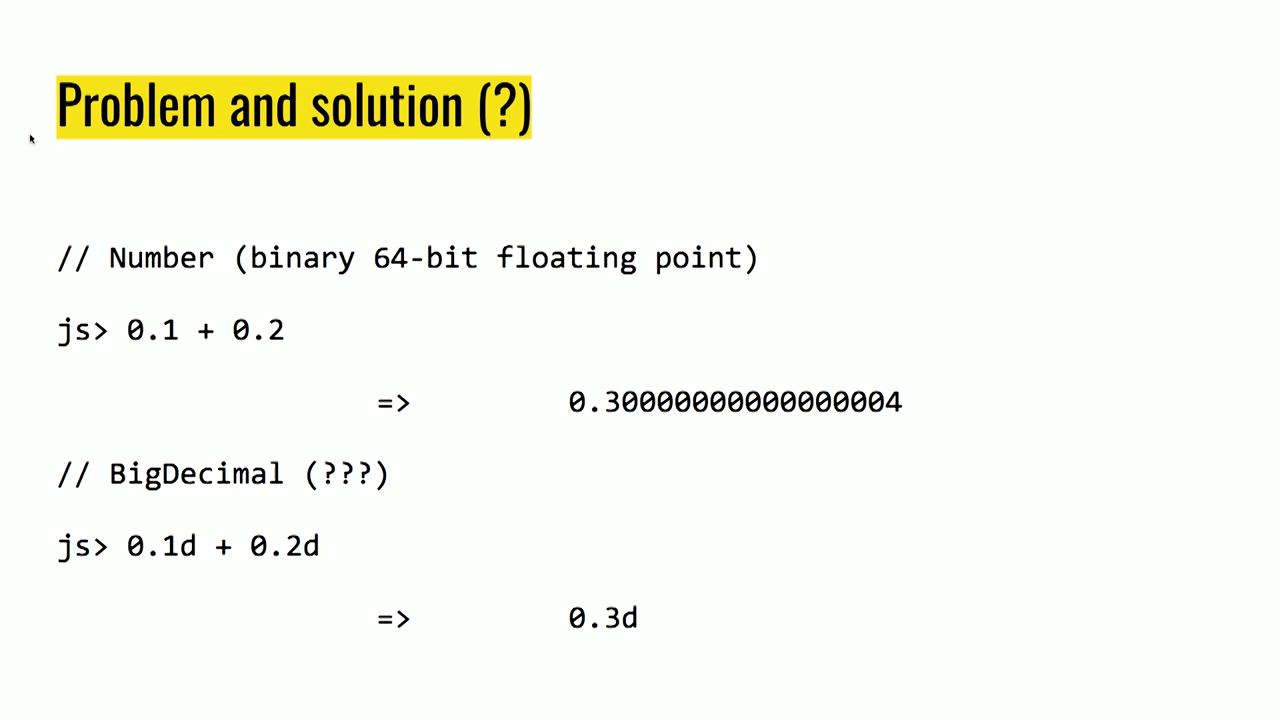 Problem and solution (?)
// Number (binary 64-bit floating point)
js> 0.1 + 0.2
=> 0.30000000000000004
// BigDecimal (???)
js> 0.1d + 0.2d
=> 0.3d